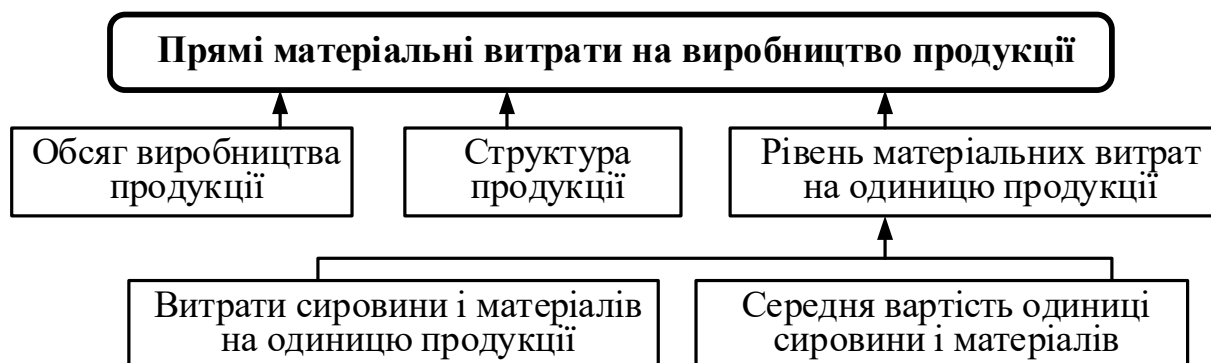 Прямі матеріальні витрати на виробництво продукції
Обсяг виробництва
продукції
Структура
продукції
Рівень матеріальних витрат
на одиницю продукції
Витрати сировини і матеріалів
на одиницю продукції
Середня вартість одиниці
сировини і матеріалів